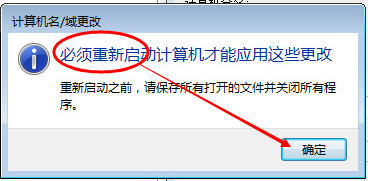 计算机名/域更改
必须重新启动计算机才能应用这些更改
重新启动之前，请保存所有打开的文件并关闭所有程
序。
确定